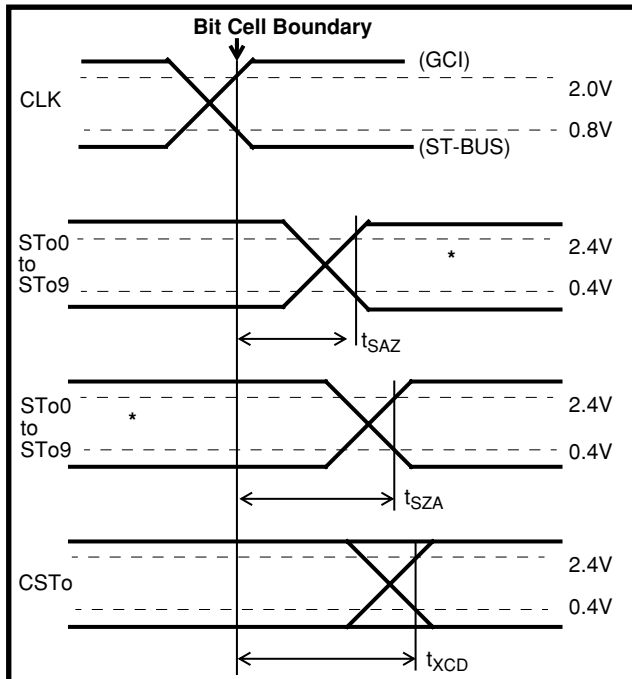 Bit Cell Boundary
(GCI)
CLK
2.0V
0.8V
(ST-BUS)
STo0
to
STo9
*
2.4V
0.4V
tSAZ
STo0
to
STo9
*
2.4V
0.4V
tSZA
CSTo
2.4V
0.4V
tXCD